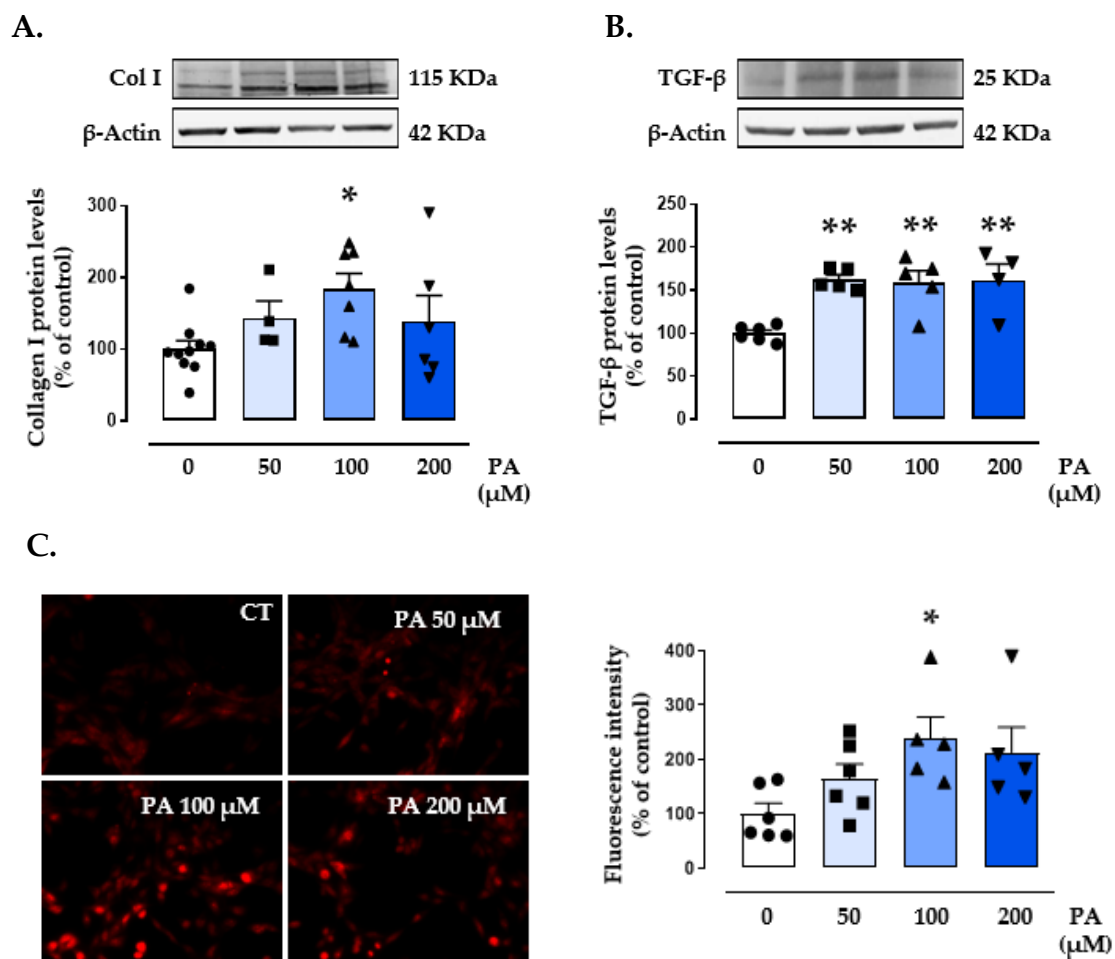 A.
Col I 115 KDa
β-Actin 42 KDa
Collagen I protein levels
(% of control)
300
200
100
0
*
0 50 100 200 PA
(μM)
B.
TGF-β 25 KDa
β-Actin 42 KDa
TGF-β protein levels
(% of control)
250
200
150
100
50
0
** ** **
0 50 100 200 PA
(μM)
C.
CT
PA 50 μM
PA 100 μM
PA 200 μM
Fluorescence intensity
(% of control)
400
300
200
100
0
*
0 50 100 200 PA
(μM)